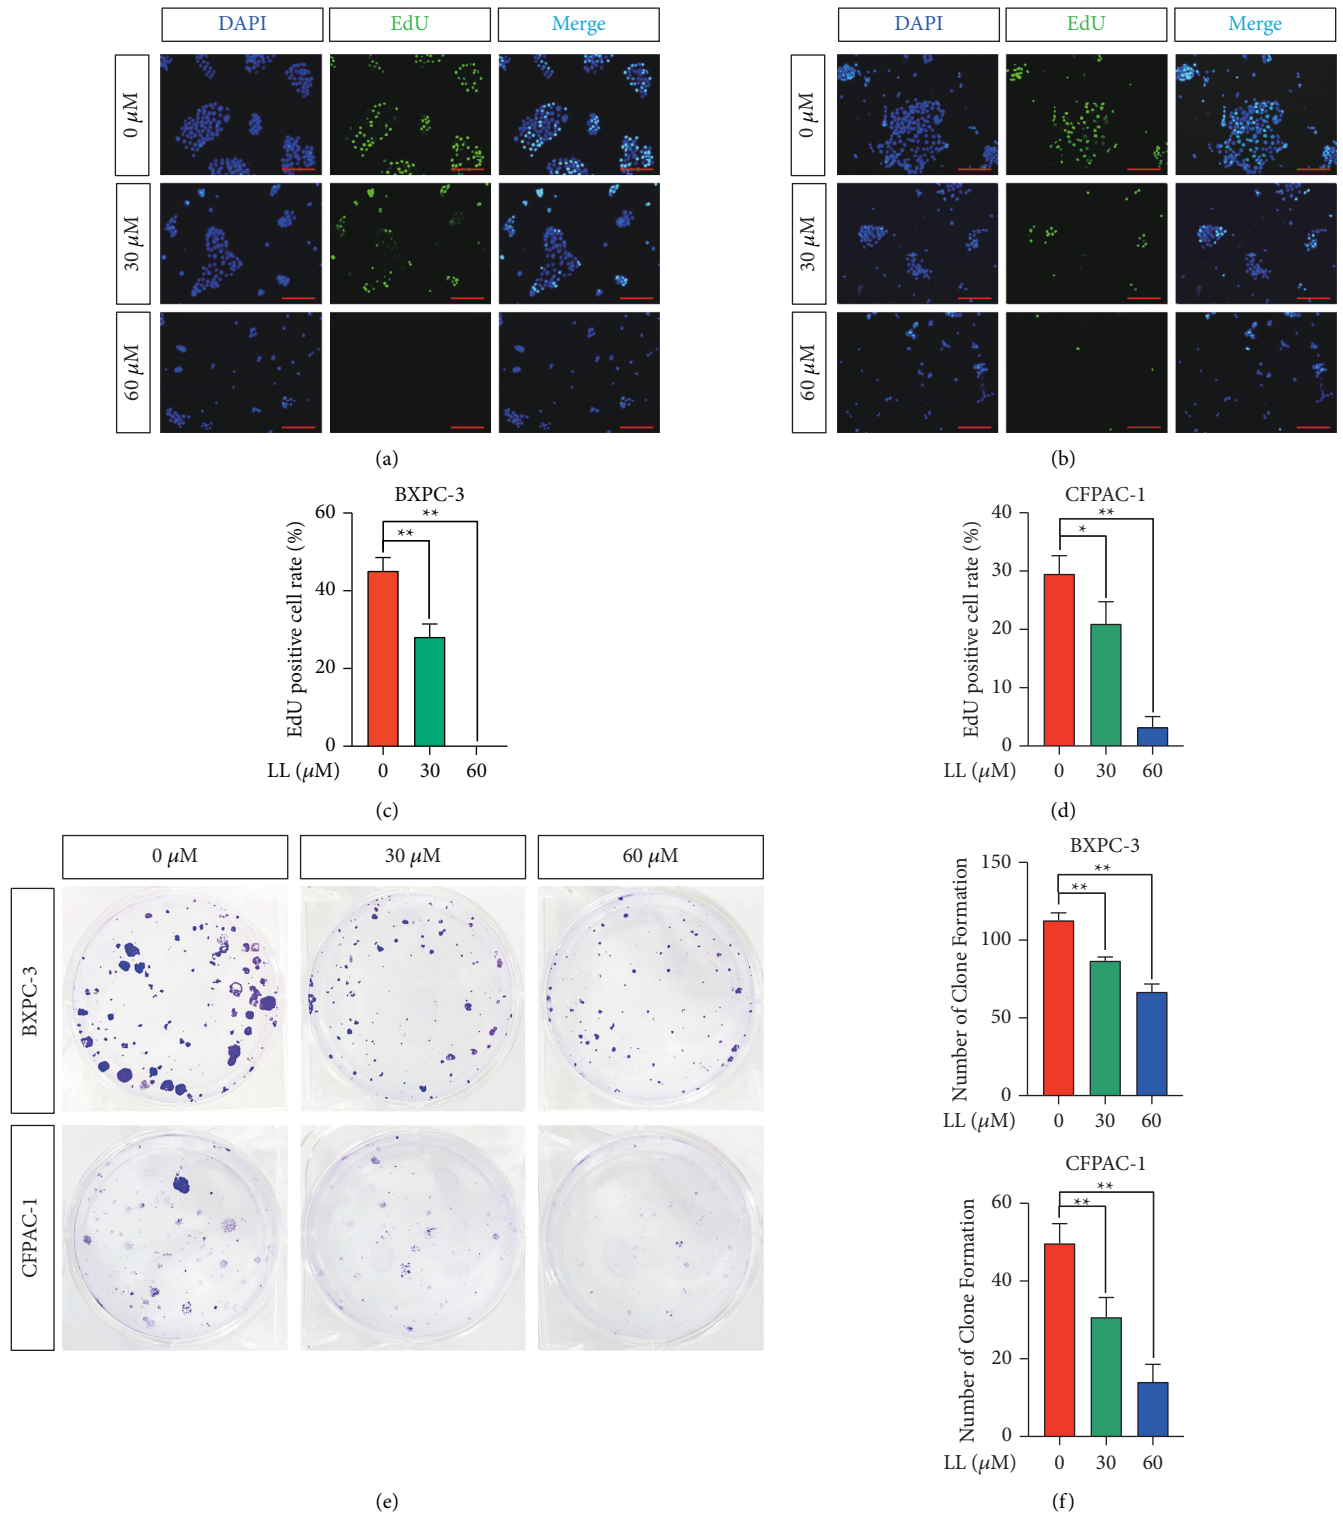 DAPI EdU Merge
0 μM
30 μM
60 μM
(a)
DAPI EdU Merge
0 μM
30 μM
60 μM
(b)
BXPC-3
EdU positive cell rate (%)
60
40
20
0
** **
LL (μM) 0 30 60
(c)
CFPAC-1
EdU positive cell rate (%)
40
30
20
10
0
* **
LL (μM) 0 30 60
(d)
0 μM 30 μM 60 μM
BXPC-3
CFPAC-1
(e)
BXPC-3
Number of Clone Formation
150
100
50
0
** **
LL (μM) 0 30 60
CFPAC-1
Number of Clone Formation
60
40
20
0
** **
LL (μM) 0 30 60
(f)